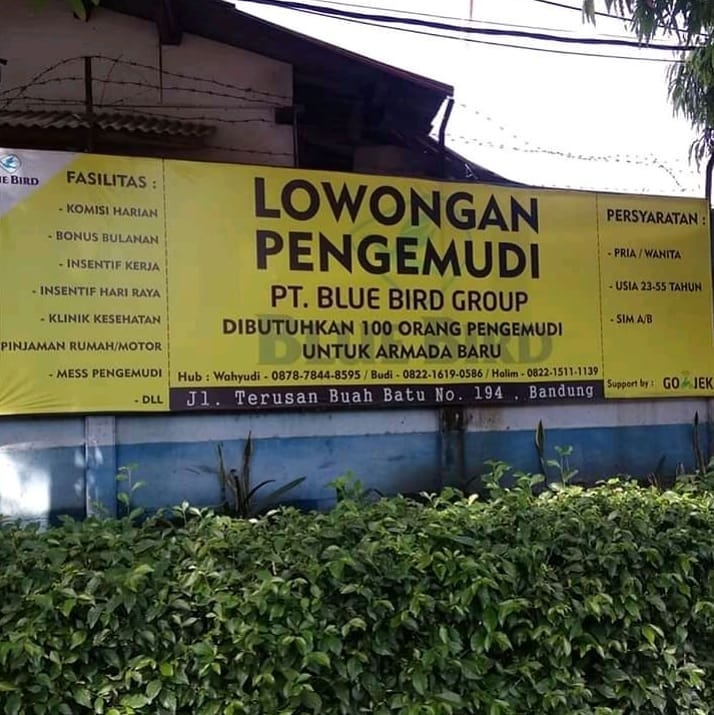 BIRD
FASILITAS :
- KOMISI HARIAN
- BONUS BULANAN
- INSENTIF KERJA
- INSENTIF HARI RAYA
- KLINIK KESEHATAN
PINJAMAN RUMAH/MOTOR
- MESS PENGEMUDI
- DLL
LOWONGAN
PENGEMUDI
PT. BLUE BIRD GROUP
DIBUTUHKAN 100 ORANG PENGEMUDI
UNTUK ARMADA BARU
BLUE BIRD
Hub : Wahyudi - 0878-7844-8595 / Budi - 0822-1619-0586 / Halim - 0822-1511-1139
Jl. Terusan Buah Batu No. 194 , Bandung
PERSYARATAN :
- PRIA / WANITA
- USIA 23-55 TAHUN
- SIM A/B
Support by : GOJEK